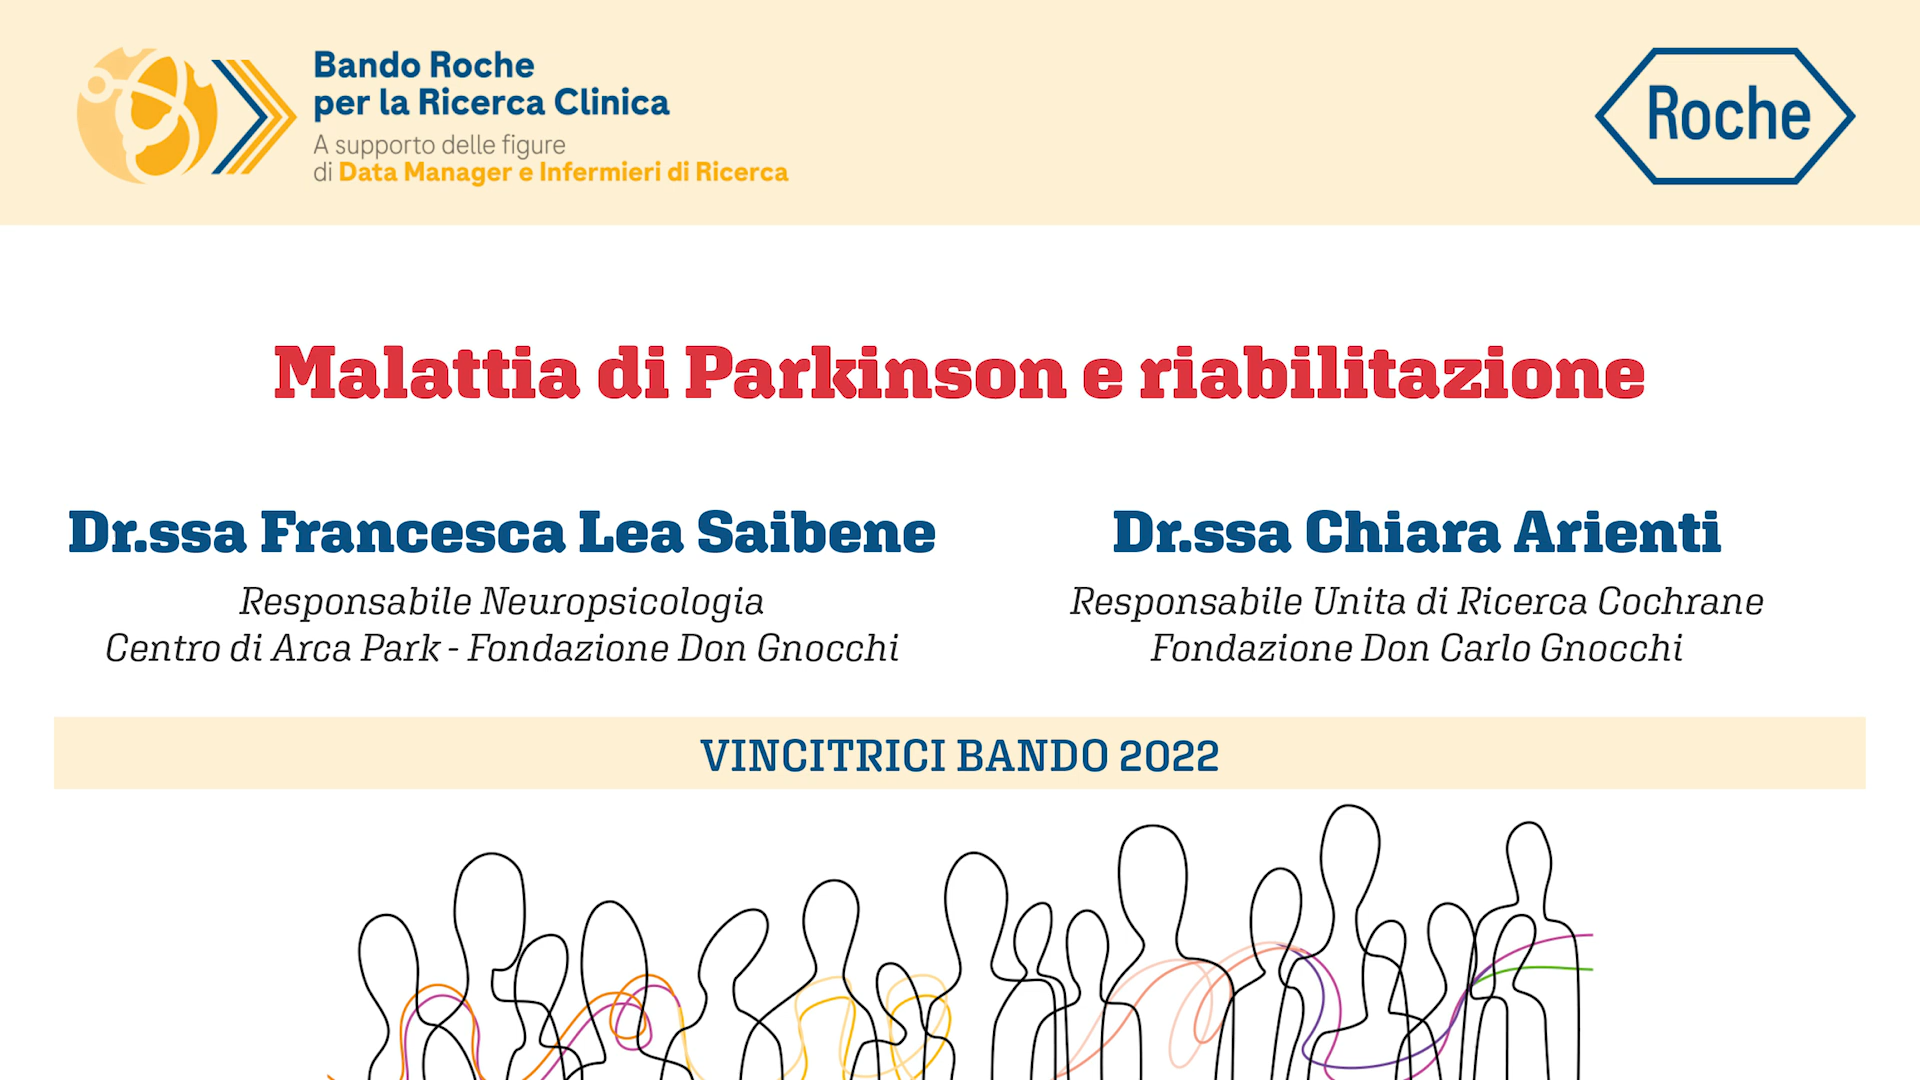 Bando Roche
per la Ricerca Clinica
A supporto delle figure
di Data Manager e Infermieri di Ricerca
Roche
Malattia di Parkinson e riabilitazione
Dr.ssa Francesca Lea Saibene
Responsabile Neuropsicologia
Centro di Arca Park - Fondazione Don Gnocchi
Dr.ssa Chiara Arienti
Responsabile Unita di Ricerca Cochrane
Fondazione Don Carlo Gnocchi
VINCITRICI BANDO 2022